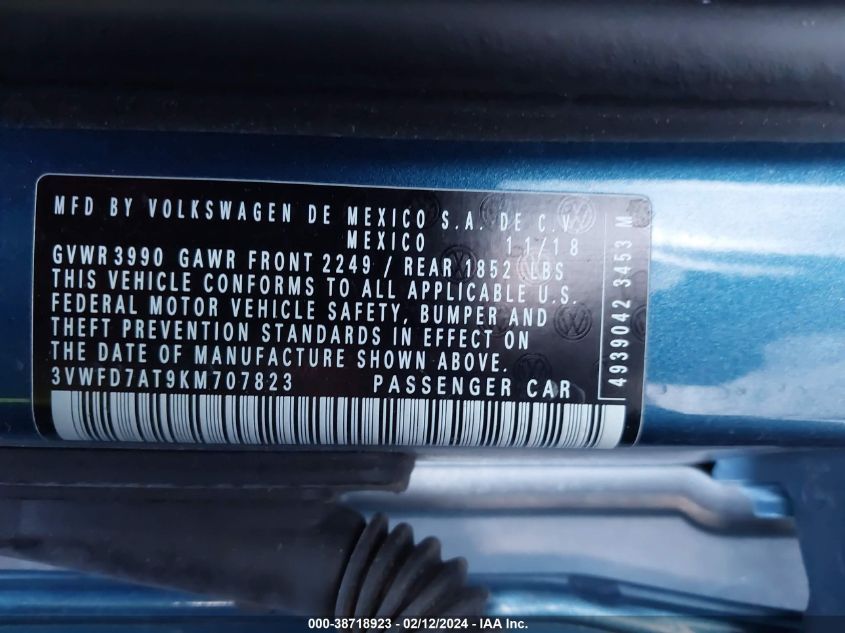 MFD BY VOLKSWAGEN DE MEXICO S.A. DE C.V.
MEXICO 11/18
GVWR 3990 GAWR FRONT 2249 / REAR 1852 LBS
THIS VEHICLE CONFORMS TO ALL APPLICABLE U.S.
FEDERAL MOTOR VEHICLE SAFETY, BUMPER AND
THEFT PREVENTION STANDARDS IN EFFECT ON
THE DATE OF MANUFACTURE SHOWN ABOVE.
3VWFD7AT9KM707823 PASSENGER CAR
4939042 3453 M
000-38718923 - 02/12/2024 - IAA Inc.